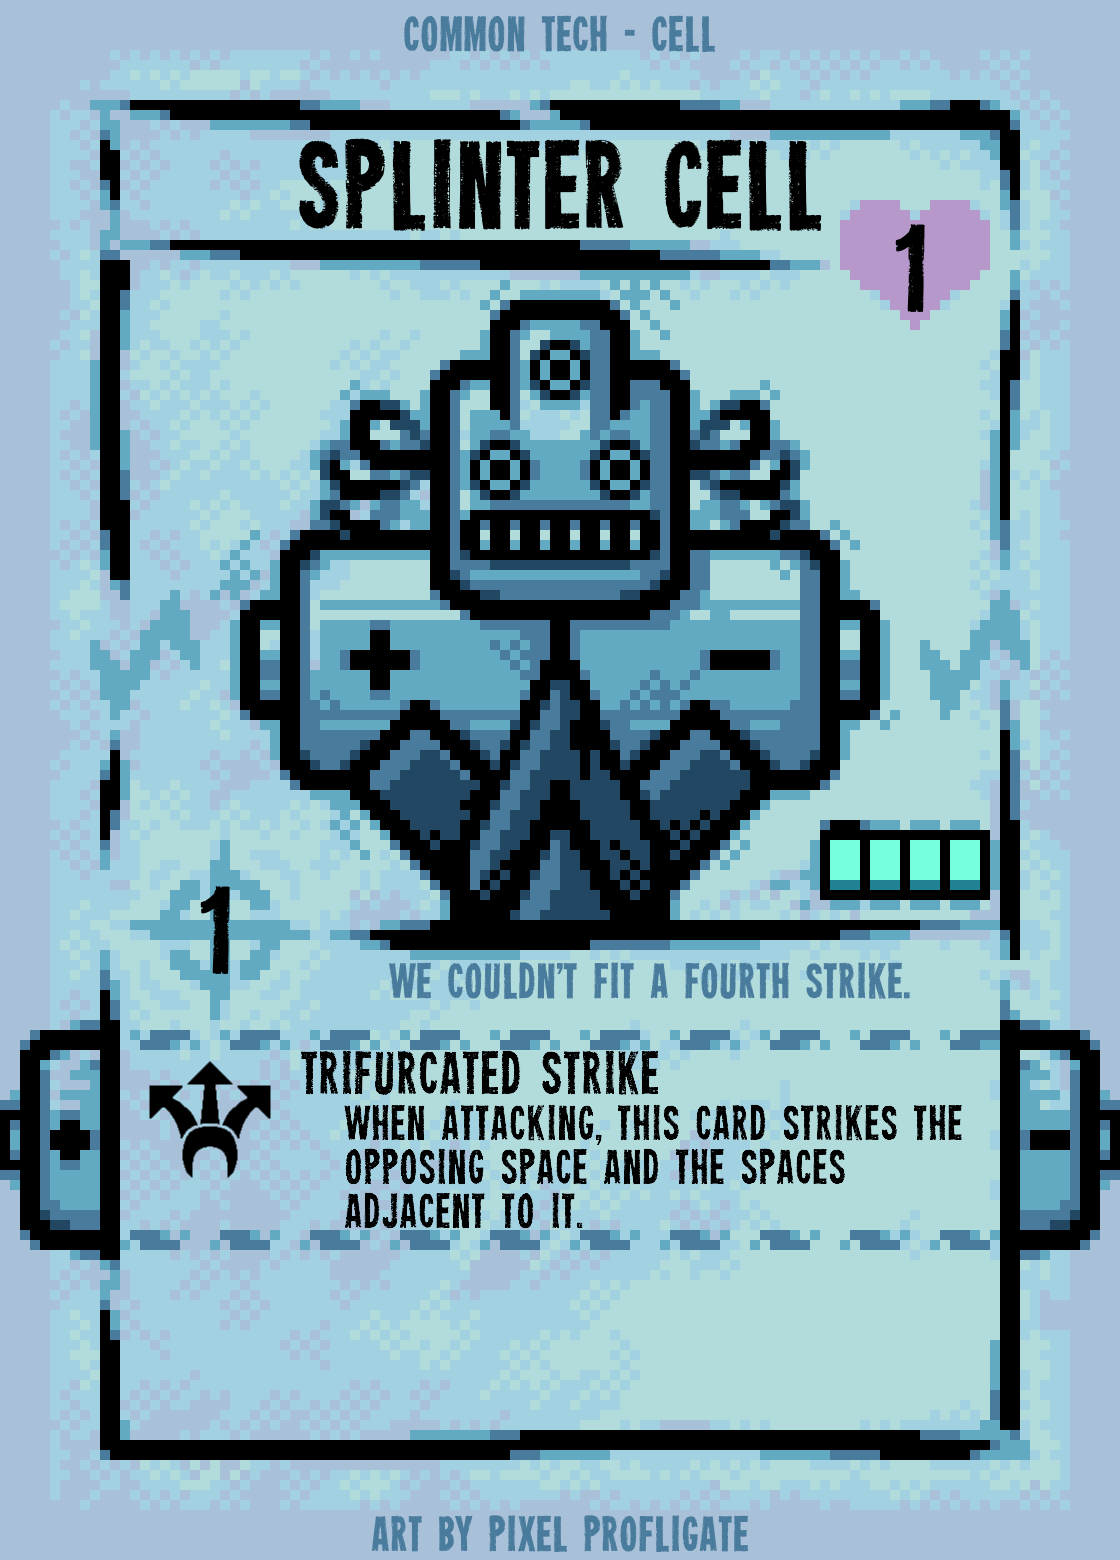 COMMON TECH - CELL
SPLINTER CELL
1
+
-
1
WE COULDN'T FIT A FOURTH STRIKE.
TRIFURCATED STRIKE
WHEN ATTACKING, THIS CARD STRIKES THE
OPPOSING SPACE AND THE SPACES
ADJACENT TO IT.
+
-
ART BY PIXEL PROFLIGATE